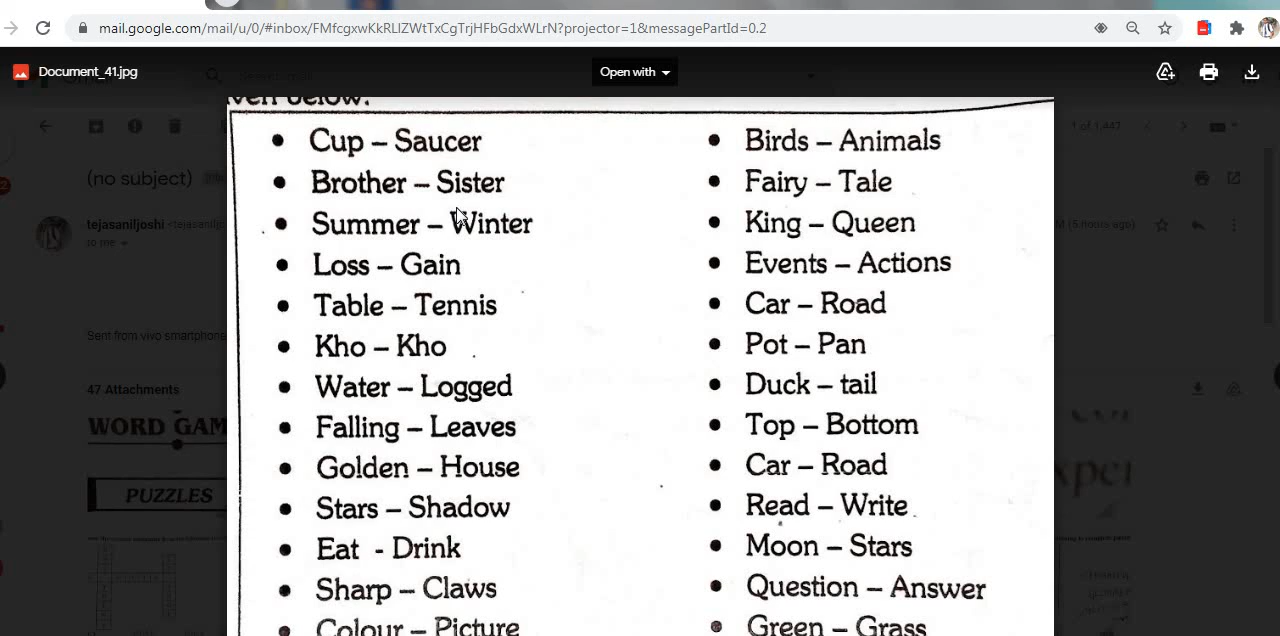 mail.google.com/mail/u/0/#inbox/FMfcgxwKkRLlZWtTxCgTrjHFbGdxWLrN?projector=1&messagePartId=0.2
Document_41.jpg
Open with
below.
1 of 1,447
(no subject)
tejasaniljoshi
to me
(5 hours ago)
Sent from vivo smartphone
47 Attachments
WORD GAM
PUZZLES
• Cup – Saucer
• Brother – Sister
• Summer – Winter
• Loss – Gain
• Table – Tennis
• Kho – Kho
• Water – Logged
• Falling – Leaves
• Golden – House
• Stars – Shadow
• Eat - Drink
• Sharp – Claws
• Colour – Picture
• Birds – Animals
• Fairy – Tale
• King – Queen
• Events – Actions
• Car – Road
• Pot – Pan
• Duck – tail
• Top – Bottom
• Car – Road
• Read – Write
• Moon – Stars
• Question – Answer
• Green – Grass